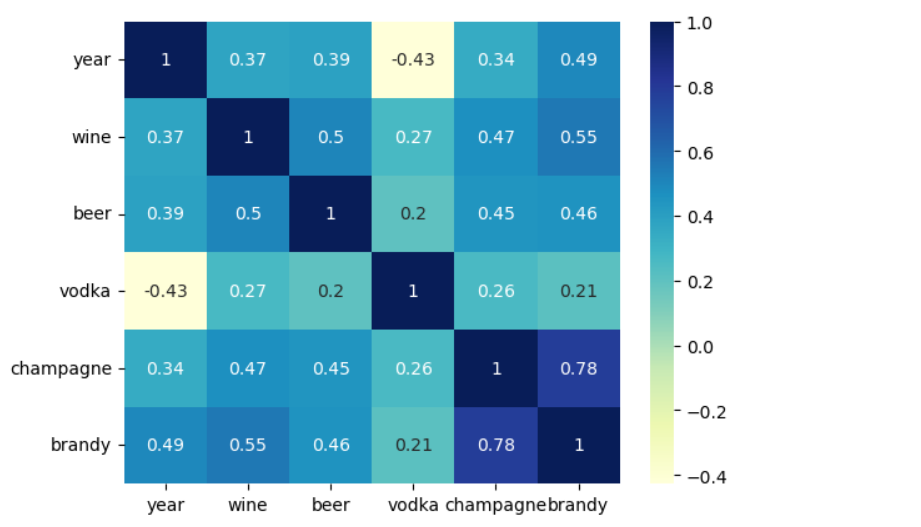 year 1 0.37 0.39 -0.43 0.34 0.49
wine 0.37 1 0.5 0.27 0.47 0.55
beer 0.39 0.5 1 0.2 0.45 0.46
vodka -0.43 0.27 0.2 1 0.26 0.21
champagne 0.34 0.47 0.45 0.26 1 0.78
brandy 0.49 0.55 0.46 0.21 0.78 1
year wine beer vodka champagne brandy
1.0
0.8
0.6
0.4
0.2
0.0
−0.2
−0.4